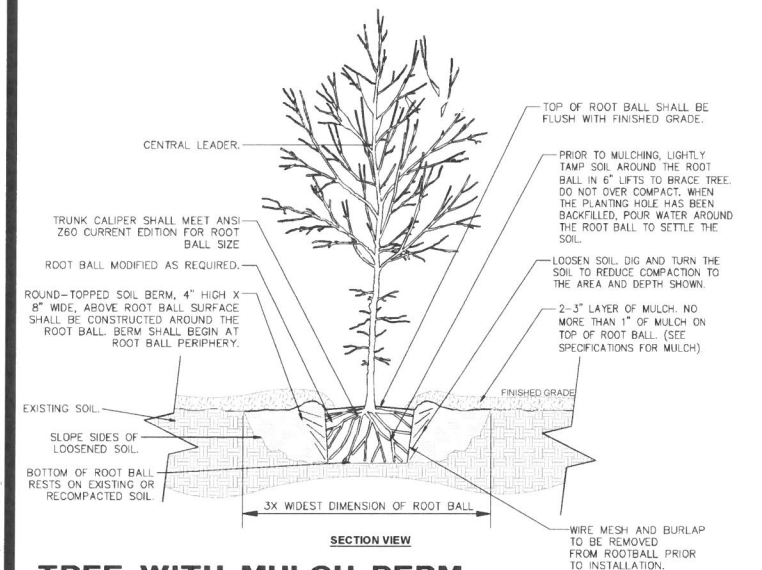 CENTRAL LEADER.
TRUNK CALIPER SHALL MEET ANSI
Z60 CURRENT EDITION FOR ROOT
BALL SIZE
ROOT BALL MODIFIED AS REQUIRED.
ROUND-TOPPED SOIL BERM, 4" HIGH X
8" WIDE, ABOVE ROOT BALL SURFACE
SHALL BE CONSTRUCTED AROUND THE
ROOT BALL. BERM SHALL BEGIN AT
ROOT BALL PERIPHERY.
EXISTING SOIL.
SLOPE SIDES OF
LOOSENED SOIL.
BOTTOM OF ROOT BALL
RESTS ON EXISTING OR
RECOMPACTED SOIL.
TOP OF ROOT BALL SHALL BE
FLUSH WITH FINISHED GRADE.
PRIOR TO MULCHING, LIGHTLY
TAMP SOIL AROUND THE ROOT
BALL IN 6" LIFTS TO BRACE TREE.
DO NOT OVER COMPACT. WHEN
THE PLANTING HOLE HAS BEEN
BACKFILLED, POUR WATER AROUND
THE ROOT BALL TO SETTLE THE
SOIL.
LOOSEN SOIL. DIG AND TURN THE
SOIL TO REDUCE COMPACTION TO
THE AREA AND DEPTH SHOWN.
2-3" LAYER OF MULCH. NO
MORE THAN 1" OF MULCH ON
TOP OF ROOT BALL. (SEE
SPECIFICATIONS FOR MULCH)
FINISHED GRADE
3X WIDEST DIMENSION OF ROOT BALL
WIRE MESH AND BURLAP
TO BE REMOVED
FROM ROOTBALL PRIOR
TO INSTALLATION.
SECTION VIEW
TREE WITH MULCH BERM